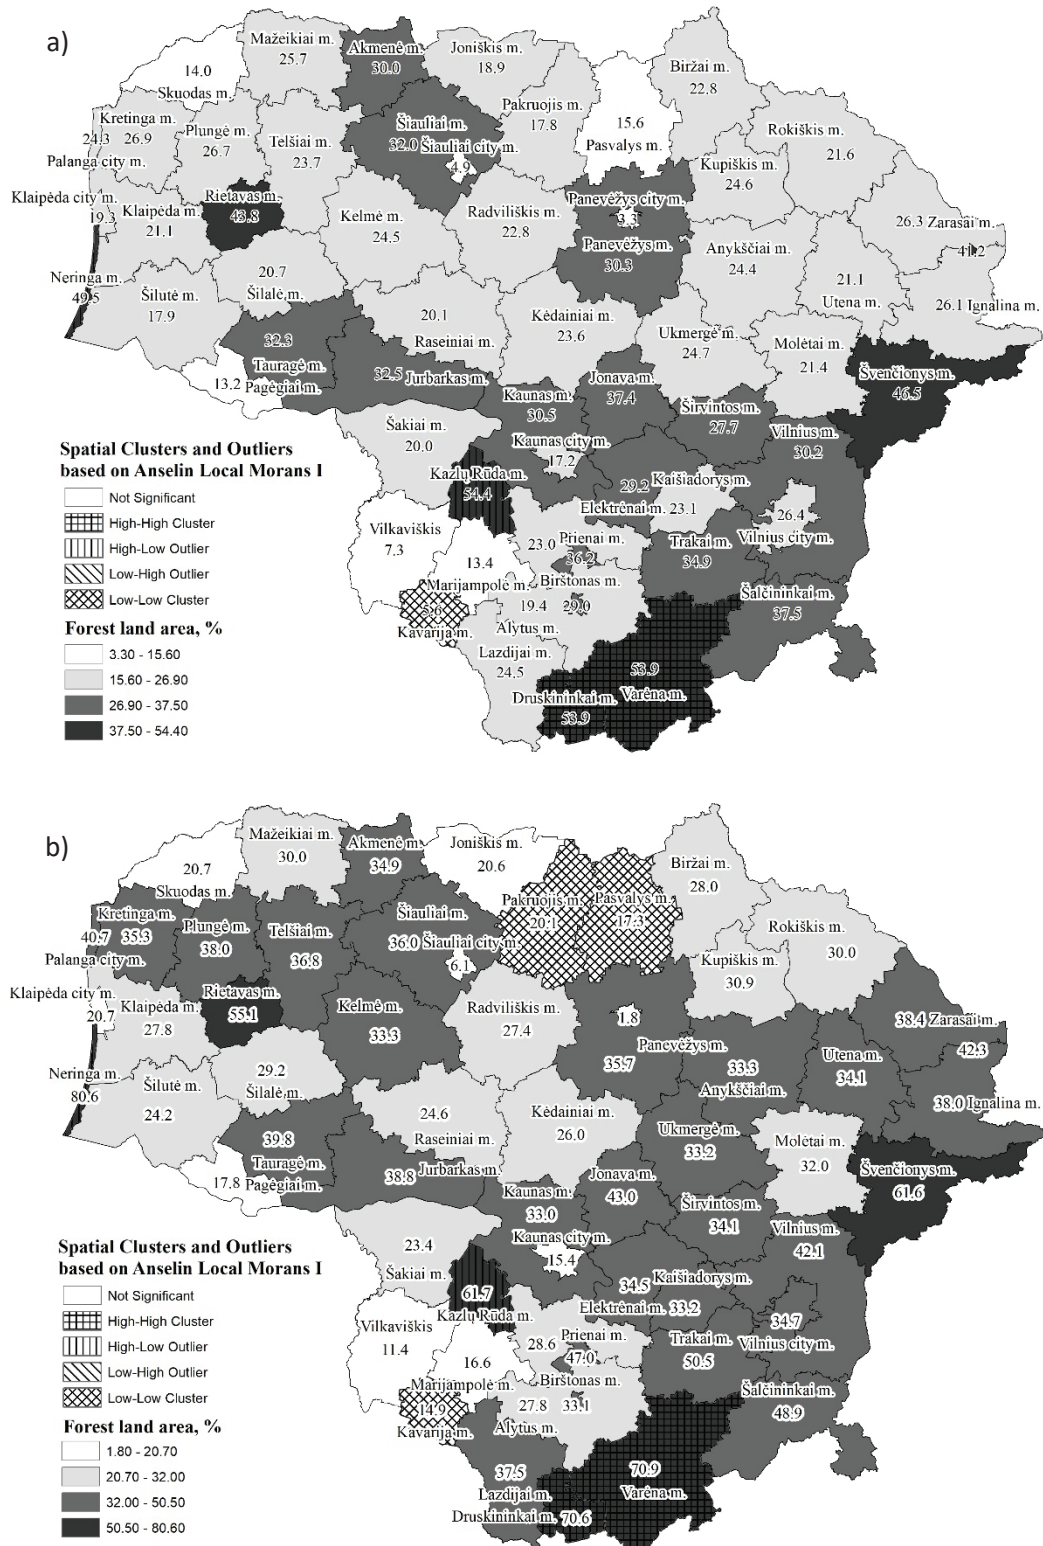 a)
Mažeikiai m.
25.7
Akmenė m.
30.0
Joniškis m.
18.9
14.0
Skuodas m.
Biržai m.
22.8
Pakruojis m.
17.8
15.6
Pasvalys m.
Kretinga m.
24.3 26.9
Palanga city m.
Plungė m.
26.7
Telšiai m.
23.7
Šiauliai m.
32.0
Šiauliai city m.
4.9
Rokiškis m.
21.6
Kupiškis m.
24.6
Klaipėda city m.
19.3
Klaipėda m.
21.1
Rietavas m.
43.8
Kelmė m.
24.5
Radviliškis m.
22.8
Panevėžys city m.
3.3
Panevėžys m.
30.3
Anykščiai m.
24.4
26.3 Zarasai m.
41.2
21.1
Utena m.
26.1 Ignalina m.
Neringa m.
49.5
Šilutė m.
17.9
20.7
Šilalė m.
20.1
Raseiniai m.
Kėdainiai m.
23.6
Ukmergė m.
24.7
Molėtai m.
21.4
Švenčionys m.
46.5
32.3
Tauragė m.
13.2 Pagėgiai m.
32.5 Jurbarkas m.
Kaunas m.
30.5
Jonava m.
37.4
Širvintos m.
27.7
Vilnius m.
30.2
Šakiai m.
20.0
Kaunas city m.
17.2
Kazlų Rūda m.
54.4
29.2 Kaišiadorys m.
Elektrėnai m. 23.1
26.4
Vilnius city m.
Vilkaviškis
7.3
13.4
Marijampolė m.
23.0
Prienai m.
36.2
Birštonas m.
Trakai m.
34.9
5.6
Kavarija m.
19.4 29.0
Alytus m.
Šalčininkai m.
37.5
Lazdijai m.
24.5
Druskininkai m.
53.9
53.9
Varėna m.
Spatial Clusters and Outliers
based on Anselin Local Morans I
Not Significant
High-High Cluster
High-Low Outlier
Low-High Outlier
Low-Low Cluster
Forest land area, %
3.30 - 15.60
15.60 - 26.90
26.90 - 37.50
37.50 - 54.40
b)
Mažeikiai m.
30.0
Akmenė m.
34.9
Joniškis m.
20.6
20.7
Skuodas m.
Biržai m.
28.0
Pakruojis m.
20.1
Pasvalys m.
17.3
Kretinga m.
40.7 35.3
Palanga city m.
Plungė m.
38.0
Telšiai m.
36.8
Šiauliai m.
36.0
Šiauliai city m.
6.1
Rokiškis m.
30.0
Kupiškis m.
30.9
Klaipėda city m.
20.7
Klaipėda m.
27.8
Rietavas m.
55.1
Kelmė m.
33.3
Radviliškis m.
27.4
1.8
Panevėžys m.
35.7
33.3
Anykščiai m.
38.4 Zarasai m.
42.3
Utena m.
34.1
38.0 Ignalina m.
Neringa m.
80.6
Šilutė m.
24.2
29.2
Šilalė m.
24.6
Raseiniai m.
Kėdainiai m.
26.0
Ukmergė m.
33.2
Molėtai m.
32.0
Švenčionys m.
61.6
39.8
Tauragė m.
17.8 Pagėgiai m.
38.8 Jurbarkas m.
Kaunas m.
33.0
Jonava m.
43.0
Širvintos m.
34.1
Vilnius m.
42.1
23.4
Šakiai m.
Kaunas city m.
15.4
61.7
Kazlų Rūda m.
34.5 Kaišiadorys m.
Elektrėnai m. 33.2
34.7
Vilnius city m.
Vilkaviškis
11.4
16.6
Marijampolė m.
28.6
Prienai m.
47.0
Birštonas m.
Trakai m.
50.5
14.9
Kavarija m.
27.8 33.1
Alytus m.
Šalčininkai m.
48.9
37.5
Lazdijai m.
Druskininkai m.
70.6
70.9
Varėna m.
Spatial Clusters and Outliers
based on Anselin Local Morans I
Not Significant
High-High Cluster
High-Low Outlier
Low-High Outlier
Low-Low Cluster
Forest land area, %
1.80 - 20.70
20.70 - 32.00
32.00 - 50.50
50.50 - 80.60